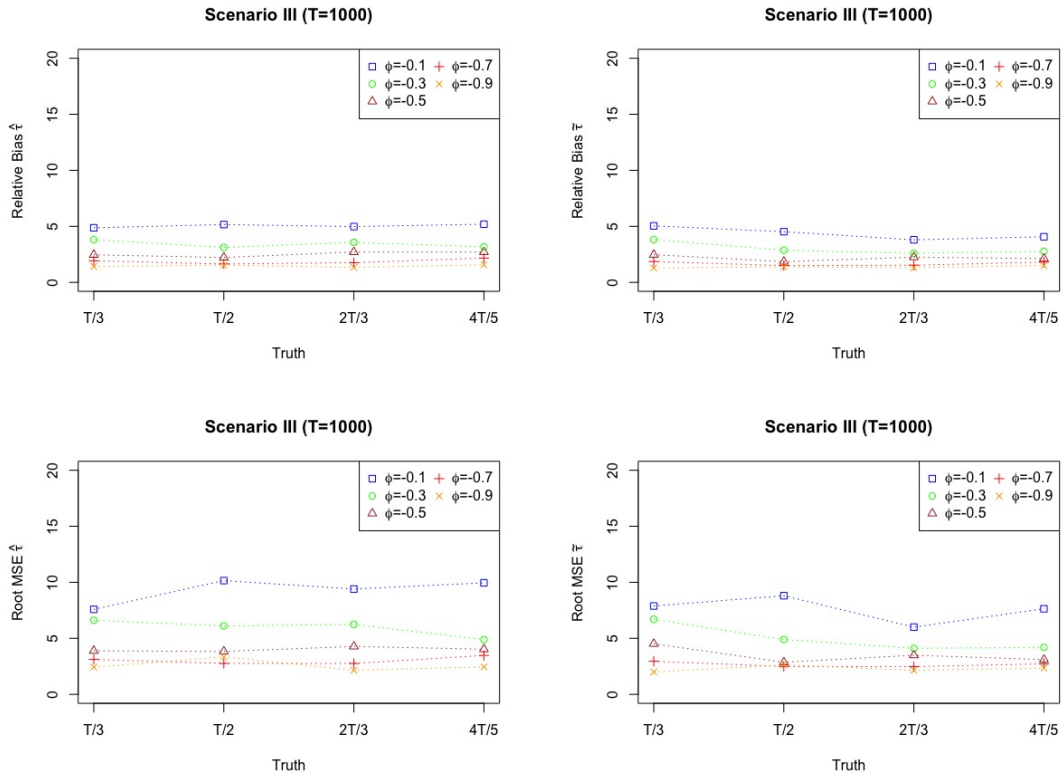 Scenario III (T=1000)
Relative Bias τ̂
20
15
10
5
0
ϕ=-0.1 ϕ=-0.7
ϕ=-0.3 ϕ=-0.9
ϕ=-0.5
T/3 T/2 2T/3 4T/5
Truth
Scenario III (T=1000)
Relative Bias τ̃
20
15
10
5
0
ϕ=-0.1 ϕ=-0.7
ϕ=-0.3 ϕ=-0.9
ϕ=-0.5
T/3 T/2 2T/3 4T/5
Truth
Scenario III (T=1000)
Root MSE τ̂
20
15
10
5
0
ϕ=-0.1 ϕ=-0.7
ϕ=-0.3 ϕ=-0.9
ϕ=-0.5
T/3 T/2 2T/3 4T/5
Truth
Scenario III (T=1000)
Root MSE τ̃
20
15
10
5
0
ϕ=-0.1 ϕ=-0.7
ϕ=-0.3 ϕ=-0.9
ϕ=-0.5
T/3 T/2 2T/3 4T/5
Truth